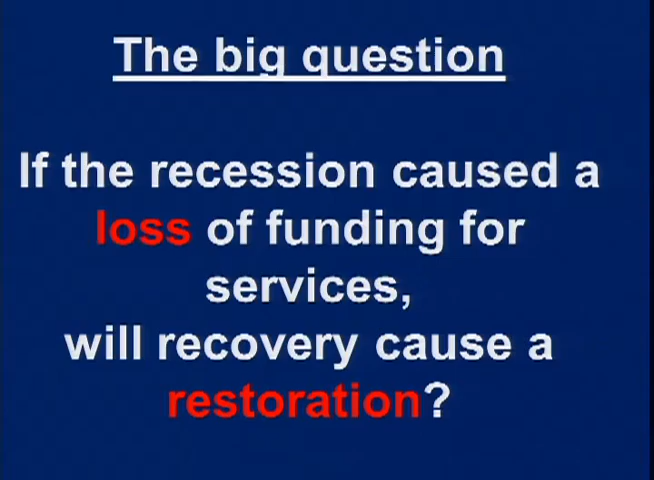 The big question
If the recession caused a
loss of funding for
services,
will recovery cause a
restoration?